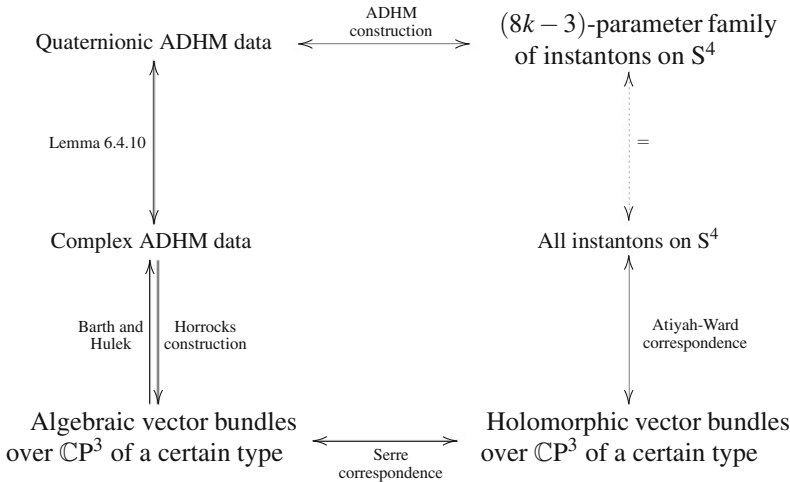 Quaternionic ADHM data
ADHM
construction
(8k − 3)-parameter family
of instantons on S⁴
Lemma 6.4.10
=
Complex ADHM data
All instantons on S⁴
Barth and
Hulek
Horrocks
construction
Atiyah-Ward
correspondence
Algebraic vector bundles
over ℂP³ of a certain type
Serre
correspondence
Holomorphic vector bundles
over ℂP³ of a certain type